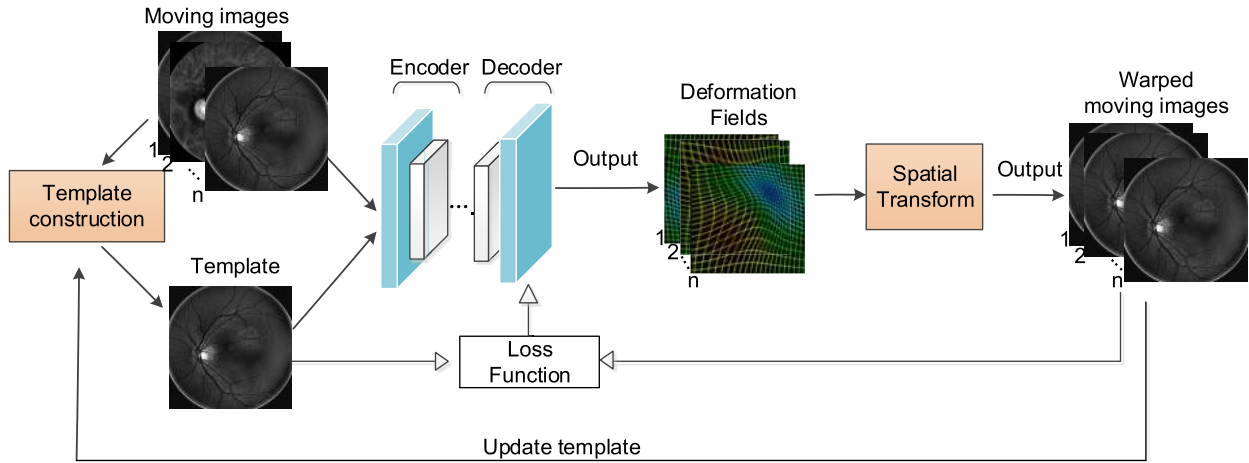 Moving images
1
2
n
Template
construction
Template
Encoder
Decoder
Output
Deformation
Fields
1
2
n
Spatial
Transform
Output
Warped
moving images
1
2
n
Loss
Function
Update template